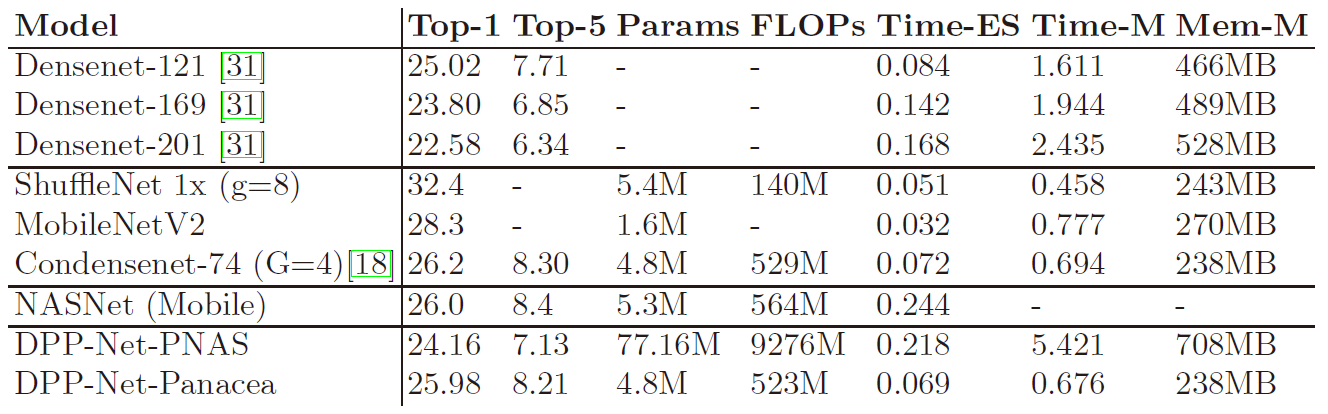 Model Top-1 Top-5 Params FLOPs Time-ES Time-M Mem-M
Densenet-121 [31] 25.02 7.71 - - 0.084 1.611 466MB
Densenet-169 [31] 23.80 6.85 - - 0.142 1.944 489MB
Densenet-201 [31] 22.58 6.34 - - 0.168 2.435 528MB
ShuffleNet 1x (g=8) 32.4 - 5.4M 140M 0.051 0.458 243MB
MobileNetV2 28.3 - 1.6M - 0.032 0.777 270MB
Condensenet-74 (G=4)[18] 26.2 8.30 4.8M 529M 0.072 0.694 238MB
NASNet (Mobile) 26.0 8.4 5.3M 564M 0.244 - -
DPP-Net-PNAS 24.16 7.13 77.16M 9276M 0.218 5.421 708MB
DPP-Net-Panacea 25.98 8.21 4.8M 523M 0.069 0.676 238MB